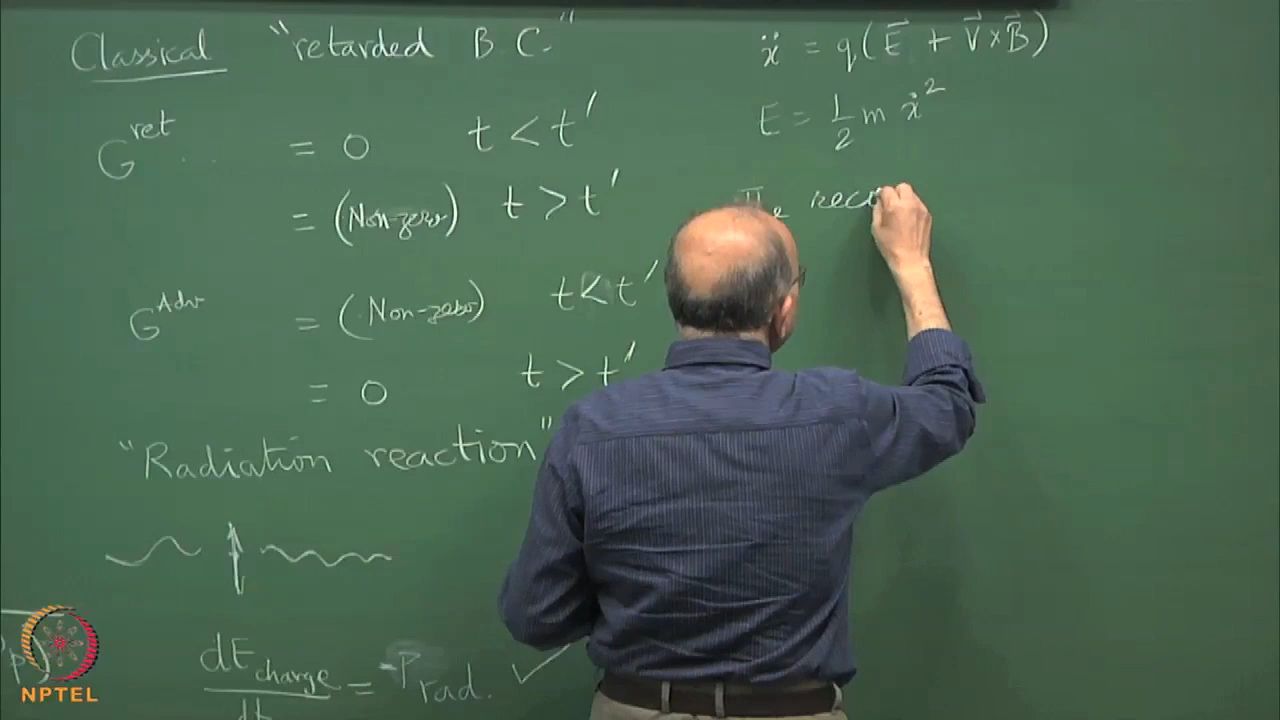 Classical "retarded B C."
G^ret .. = 0 t < t'
= (Non-zero) t > t'
G^Adv = (Non-zero) t < t'
= 0 t > t'
"Radiation reaction"
dE_charge = -P_rad. ✓
dt
p)
ẍ = q(E⃗ + V⃗ × B⃗)
E = 1/2 m ẋ²
NPTEL